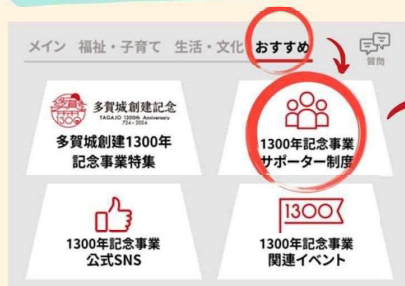 メイン 福祉・子育て 生活・文化 おすすめ
質問
多賀城創建記念
TAGAJO 1300th Anniversary
724-2024
多賀城創建1300年
記念事業特集
1300年記念事業
サポーター制度
1300年記念事業
公式SNS
1300
1300年記念事業
関連イベント